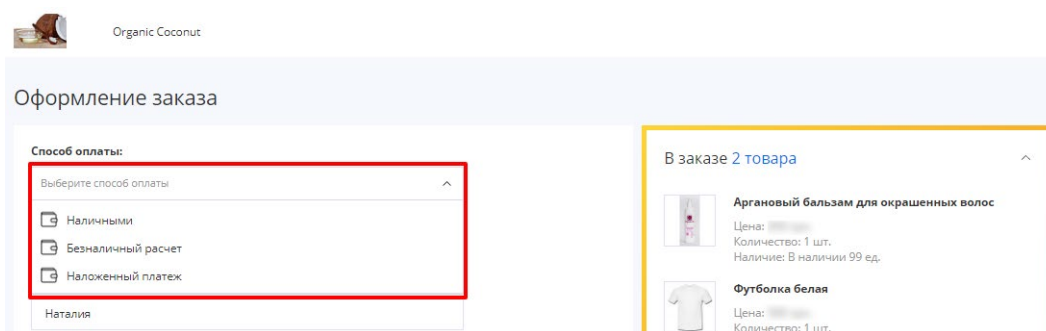 Organic Coconut
Оформление заказа
Способ оплаты:
Выберите способ оплаты
Наличными
Безналичный расчет
Наложенный платеж
Наталия
В заказе 2 товара
Аргановый бальзам для окрашенных волос
Цена:
Количество: 1 шт.
Наличие: В наличии 99 ед.
Футболка белая
Цена:
Количество: 1 шт.